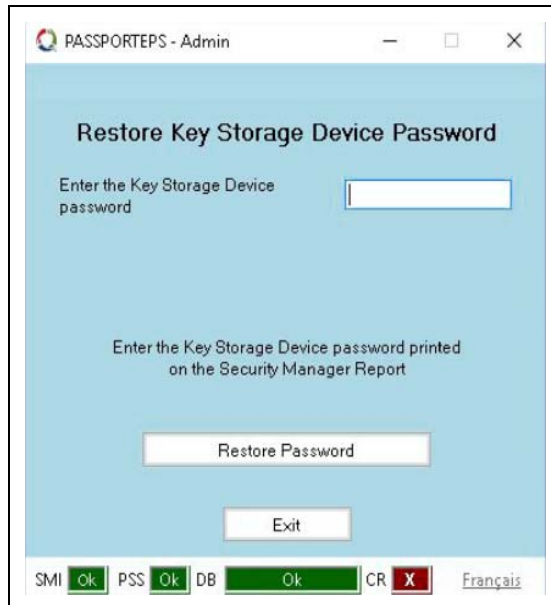 PASSPORTEPS - Admin
Restore Key Storage Device Password
Enter the Key Storage Device
password
Enter the Key Storage Device password printed
on the Security Manager Report
Restore Password
Exit
SMI Ok PSS Ok DB Ok CR X Français